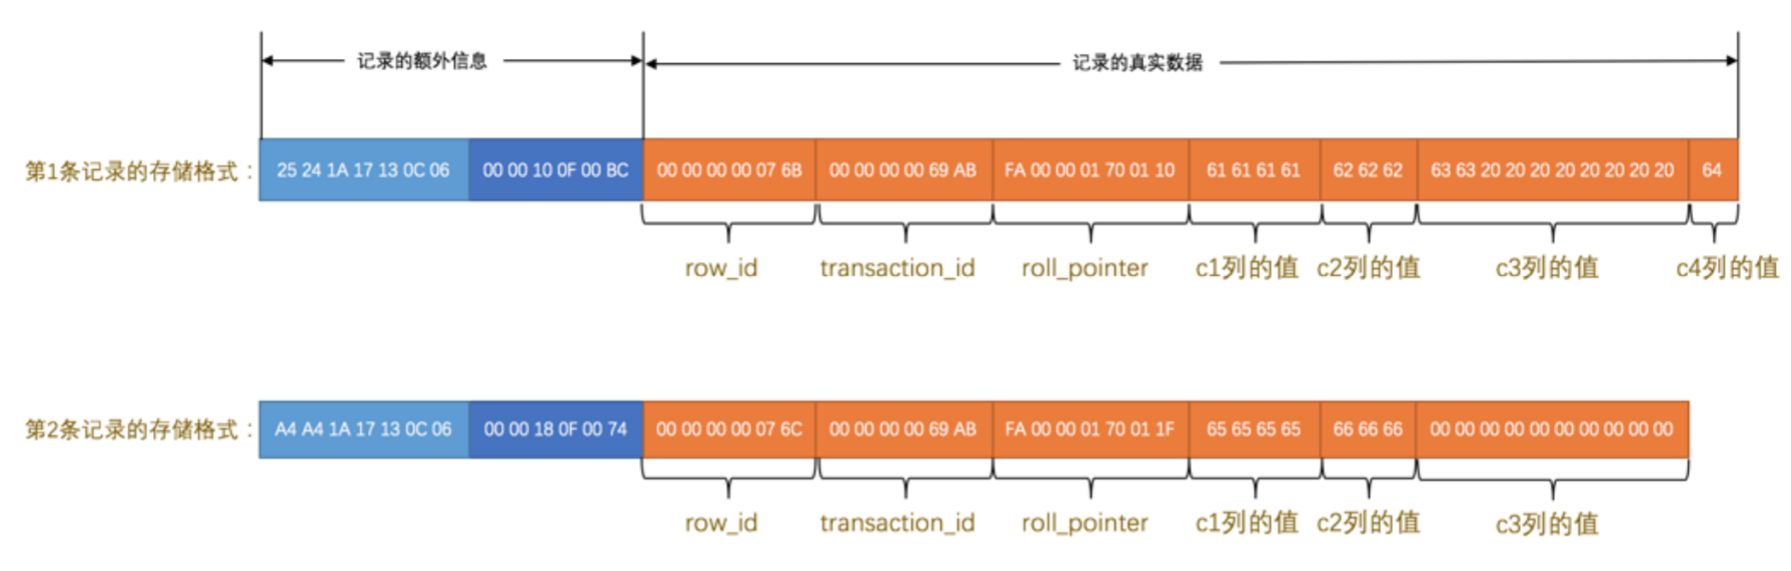 记录的额外信息 记录的真实数据
第1条记录的存储格式: 25 24 1A 17 13 0C 06 00 00 10 0F 00 BC 00 00 00 00 07 6B 00 00 00 00 69 AB FA 00 00 01 70 01 10 61 61 61 61 62 62 62 63 63 20 20 20 20 20 20 20 20 64
row_id transaction_id roll_pointer c1列的值 c2列的值 c3列的值 c4列的值
第2条记录的存储格式: A4 A4 1A 17 13 0C 06 00 00 18 0F 00 74 00 00 00 00 07 6C 00 00 00 00 69 AB FA 00 00 01 70 01 1F 65 65 65 65 66 66 66 00 00 00 00 00 00 00 00 00 00
row_id transaction_id roll_pointer c1列的值 c2列的值 c3列的值